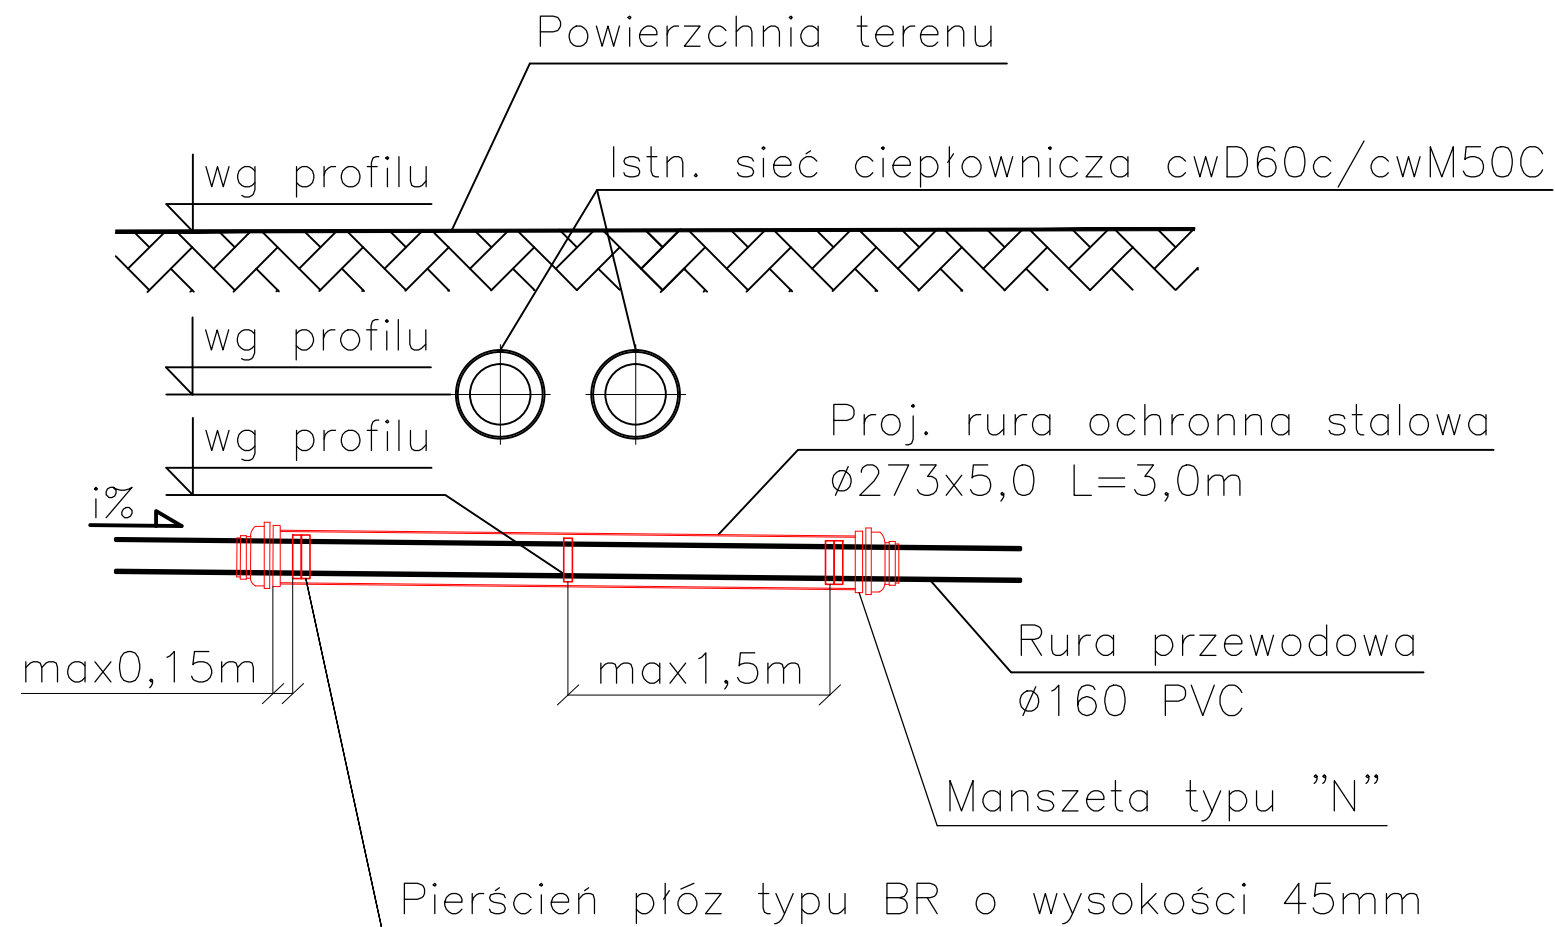 Powierzchnia terenu
Istn. sieć ciepłownicza cwD60c/cwM50C
wg profilu
wg profilu
wg profilu
Proj. rura ochronna stalowa
ø273x5,0 L=3,0m
i%
max0,15m
max1,5m
Rura przewodowa
ø160 PVC
Manszeta typu "N"
Pierścień płóz typu BR o wysokości 45mm